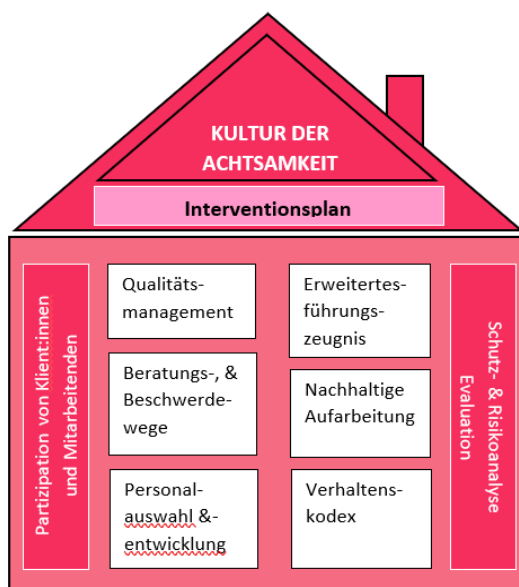 KULTUR DER
ACHTSAMKEIT
Interventionsplan
Partizipation von Klient:innen
und Mitarbeitenden
Qualitäts-
management
Beratungs-, &
Beschwerde-
wege
Personal-
auswahl &-
entwicklung
Erweitertes-
führungs-
zeugnis
Nachhaltige
Aufarbeitung
Verhaltens-
kodex
Schutz- & Risikoanalyse
Evaluation